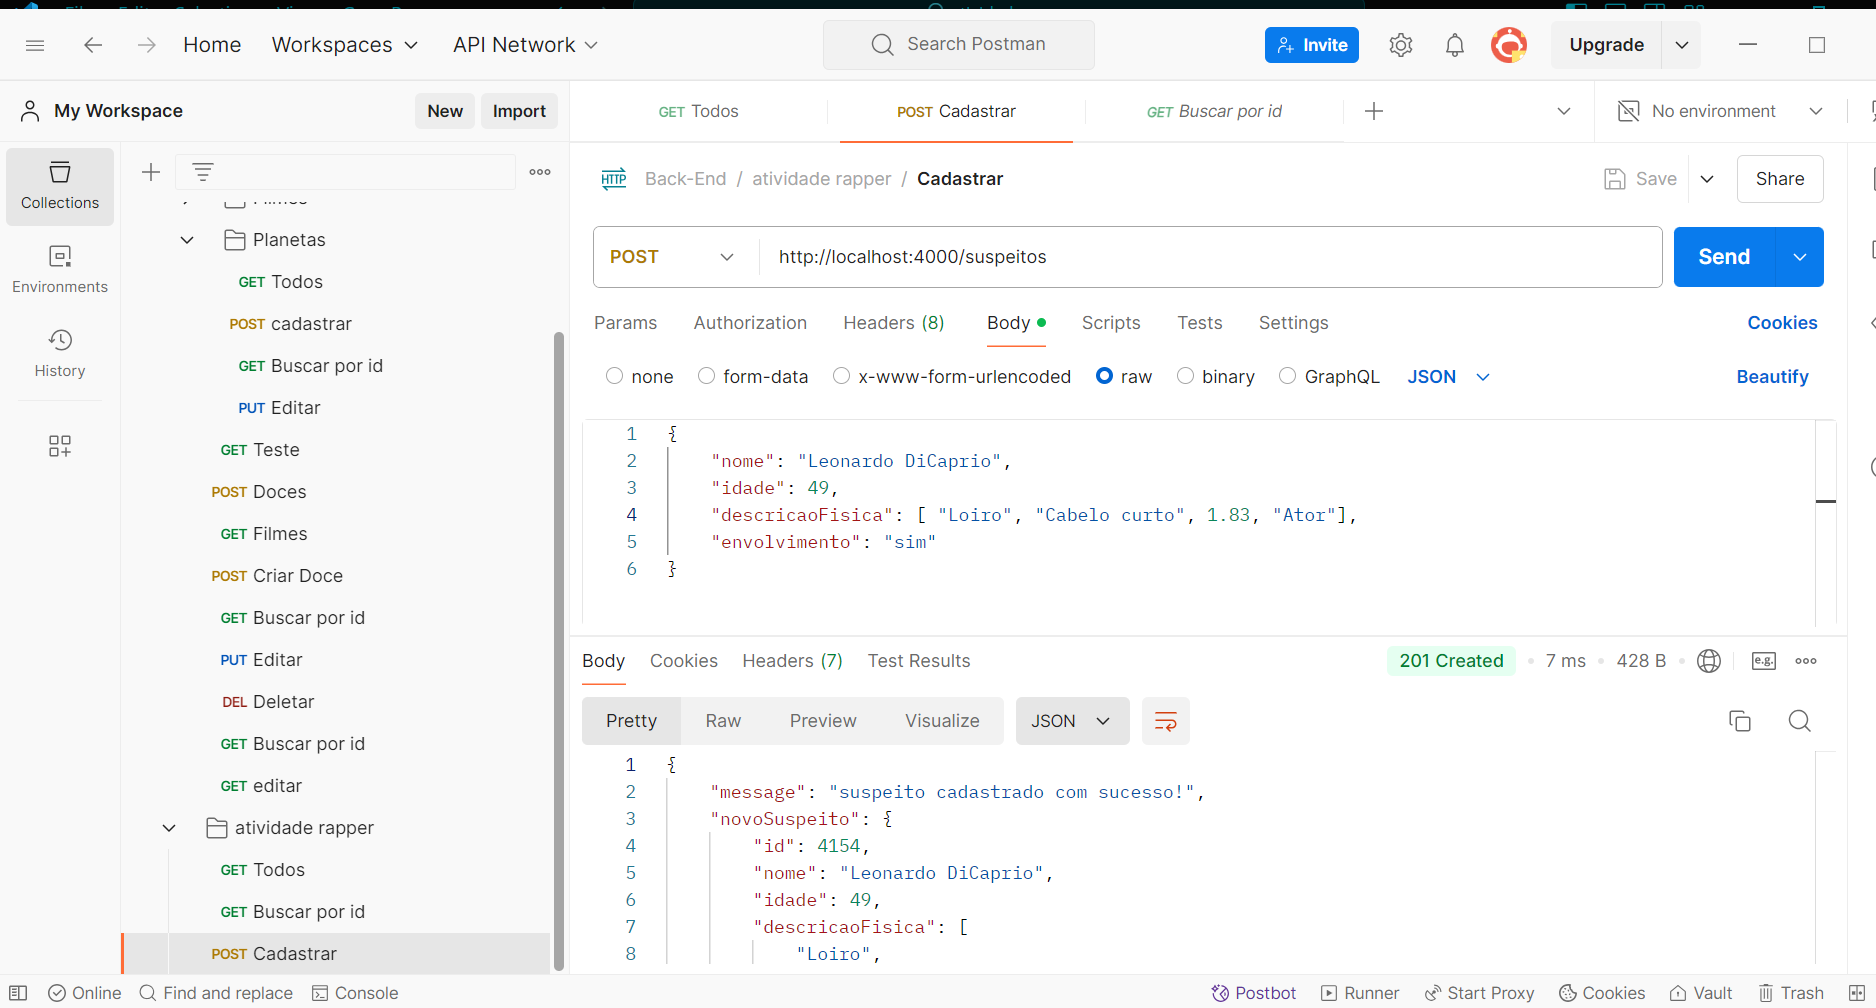 Home Workspaces API Network Search Postman Invite Upgrade
My Workspace New Import GET Todos POST Cadastrar GET Buscar por id No environment
Collections
Environments
History
Planetas
GET Todos
POST cadastrar
GET Buscar por id
PUT Editar
GET Teste
POST Doces
GET Filmes
POST Criar Doce
GET Buscar por id
PUT Editar
DEL Deletar
GET Buscar por id
GET editar
atividade rapper
GET Todos
GET Buscar por id
POST Cadastrar
HTTP Back-End / atividade rapper / Cadastrar Save Share
POST http://localhost:4000/suspeitos Send
Params Authorization Headers (8) Body Scripts Tests Settings Cookies
none form-data x-www-form-urlencoded raw binary GraphQL JSON Beautify
1 {
2 "nome": "Leonardo DiCaprio",
3 "idade": 49,
4 "descricaoFisica": [ "Loiro", "Cabelo curto", 1.83, "Ator"],
5 "envolvimento": "sim"
6 }
Body Cookies Headers (7) Test Results 201 Created 7 ms 428 B e.g.
Pretty Raw Preview Visualize JSON
1 {
2 "message": "suspeito cadastrado com sucesso!",
3 "novoSuspeito": {
4 "id": 4154,
5 "nome": "Leonardo DiCaprio",
6 "idade": 49,
7 "descricaoFisica": [
8 "Loiro",
Online Find and replace Console Postbot Runner Start Proxy Cookies Vault Trash